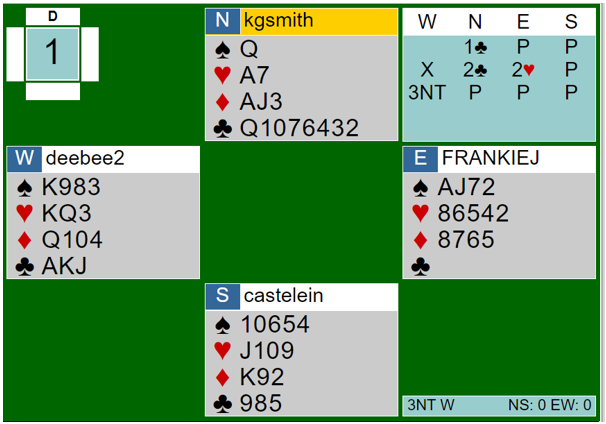 D
1
N kgsmith
♠ Q
♥ A7
♦ AJ3
♣ Q1076432
W N E S
1♣ P P
X 2♣ 2♥ P
3NT P P P
W deebee2
♠ K983
♥ KQ3
♦ Q104
♣ AKJ
E FRANKIEJ
♠ AJ72
♥ 86542
♦ 8765
♣
S castelein
♠ 10654
♥ J109
♦ K92
♣ 985
3NT W NS: 0 EW: 0